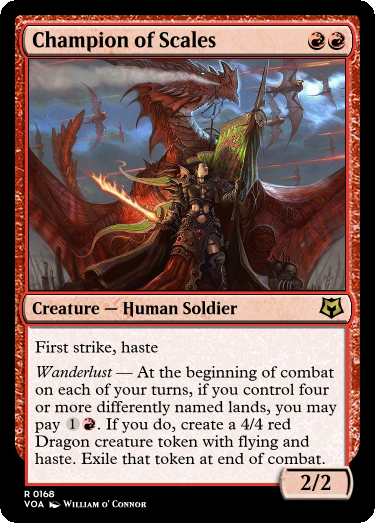 Champion of Scales
Creature — Human Soldier
First strike, haste
Wanderlust — At the beginning of combat
on each of your turns, if you control four
or more differently named lands, you may
pay 1. If you do, create a 4/4 red
Dragon creature token with flying and
haste. Exile that token at end of combat.
2/2
R 0168
VOA William o' Connor